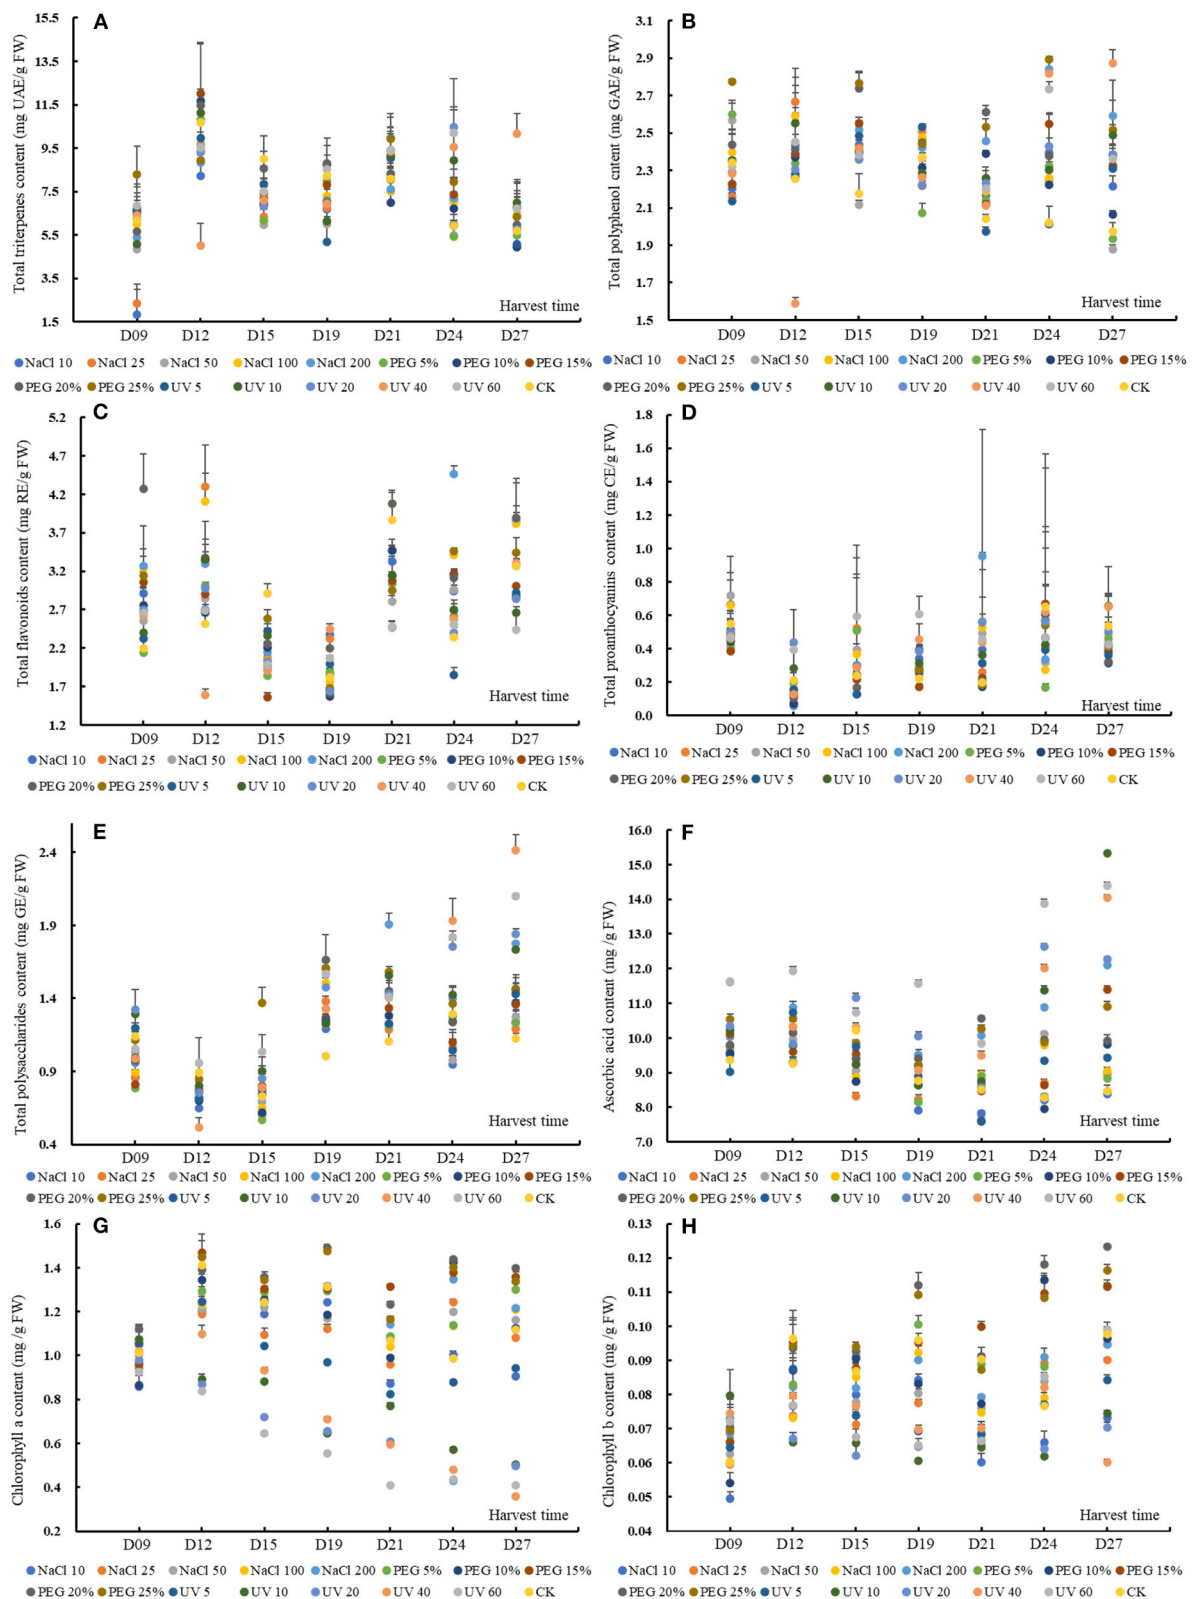 A
Total triterpenes content (mg UAE/g FW)
15.5
13.5
11.5
9.5
7.5
5.5
3.5
1.5
Harvest time
D09 D12 D15 D19 D21 D24 D27
NaCl 10 NaCl 25 NaCl 50 NaCl 100 NaCl 200 PEG 5% PEG 10% PEG 15%
PEG 20% PEG 25% UV 5 UV 10 UV 20 UV 40 UV 60 CK
B
Total polyphenol cntent (mg GAE/g FW)
3.1
2.9
2.7
2.5
2.3
2.1
1.9
1.7
1.5
Harvest time
D09 D12 D15 D19 D21 D24 D27
NaCl 10 NaCl 25 NaCl 50 NaCl 100 NaCl 200 PEG 5% PEG 10% PEG 15%
PEG 20% PEG 25% UV 5 UV 10 UV 20 UV 40 UV 60 CK
C
Total flavonoids content (mg RE/g FW)
5.2
4.7
4.2
3.7
3.2
2.7
2.2
1.7
1.2
Harvest time
D09 D12 D15 D19 D21 D24 D27
NaCl 10 NaCl 25 NaCl 50 NaCl 100 NaCl 200 PEG 5% PEG 10% PEG 15%
PEG 20% PEG 25% UV 5 UV 10 UV 20 UV 40 UV 60 CK
D
Total proanthocyanins content (mg CE/g FW)
1.8
1.6
1.4
1.2
1.0
0.8
0.6
0.4
0.2
0.0
Harvest time
D09 D12 D15 D19 D21 D24 D27
NaCl 10 NaCl 25 NaCl 50 NaCl 100 NaCl 200 PEG 5% PEG 10% PEG 15%
PEG 20% PEG 25% UV 5 UV 10 UV 20 UV 40 UV 60 CK
E
Total polysaccharides content (mg GE/g FW)
2.4
1.9
1.4
0.9
0.4
D09 D12 D15 D19 D21 D24 D27
NaCl 10 NaCl 25 NaCl 50 NaCl 100 NaCl 200 PEG 5% PEG 10% PEG 15%
PEG 20% PEG 25% UV 5 UV 10 UV 20 UV 40 UV 60 CK
F
Ascorbic acid content (mg /g FW)
16.0
15.0
14.0
13.0
12.0
11.0
10.0
9.0
8.0
7.0
D09 D12 D15 D19 D21 D24 D27
NaCl 10 NaCl 25 NaCl 50 NaCl 100 NaCl 200 PEG 5% PEG 10% PEG 15%
PEG 20% PEG 25% UV 5 UV 10 UV 20 UV 40 UV 60 CK
G
Chlorophyll a content (mg /g FW)
1.6
1.4
1.2
1.0
0.8
0.6
0.4
0.2
Harvest time
D09 D12 D15 D19 D21 D24 D27
NaCl 10 NaCl 25 NaCl 50 NaCl 100 NaCl 200 PEG 5% PEG 10% PEG 15%
PEG 20% PEG 25% UV 5 UV 10 UV 20 UV 40 UV 60 CK
H
Chlorophyll b content (mg /g FW)
0.13
0.12
0.11
0.10
0.09
0.08
0.07
0.06
0.05
0.04
Harvest time
D09 D12 D15 D19 D21 D24 D27
NaCl 10 NaCl 25 NaCl 50 NaCl 100 NaCl 200 PEG 5% PEG 10% PEG 15%
PEG 20% PEG 25% UV 5 UV 10 UV 20 UV 40 UV 60 CK